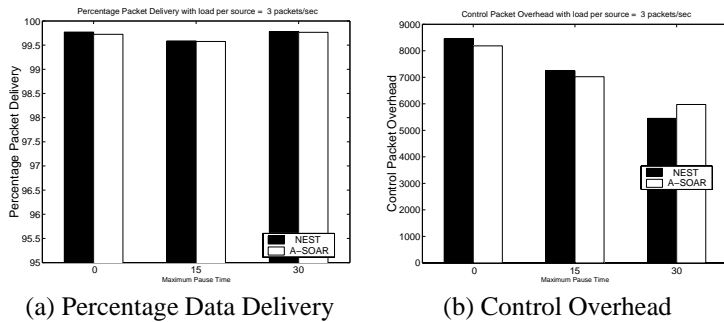 Percentage Packet Delivery with load per source = 3 packets/sec
100
99.5
99
98.5
98
97.5
97
96.5
96
95.5
95
Percentage Packet Delivery
NEST
A-SOAR
0
15
30
Maximum Pause Time
(a) Percentage Data Delivery
Control Packet Overhead with load per source = 3 packets/sec
9000
8000
7000
6000
5000
4000
3000
2000
1000
0
Control Packet Overhead
NEST
A-SOAR
0
15
30
Maximum Pause Time
(b) Control Overhead